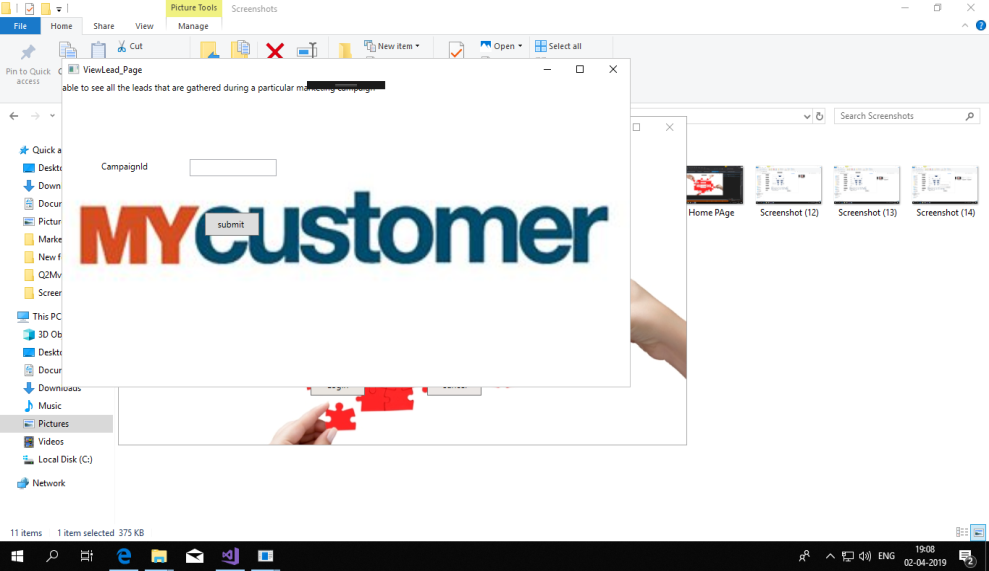 Picture Tools
Screenshots
File
Home
Share
View
Manage
Pin to Quick access
Cut
New item
Open
Select all
ViewLead_Page
able to see all the leads that are gathered during a particular marketing campaign
Search Screenshots
CampaignId
submit
MYcustomer
Quick a
Deskto
Down
Docur
Pictur
Marke
New f
Q2Mv
Screer
This PC
3D Ob
Deskto
Docur
Downloads
Music
Pictures
Videos
Local Disk (C:)
Network
Home PAge
Screenshot (12)
Screenshot (13)
Screenshot (14)
11 items
1 item selected 375 KB
ENG
19:08
02-04-2019
2